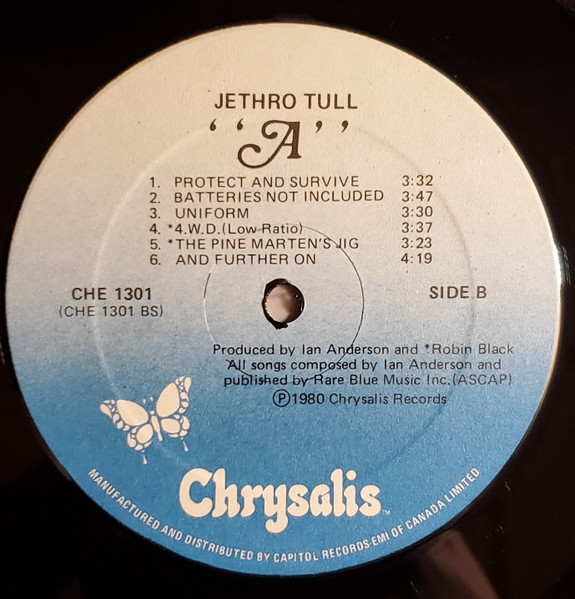 JETHRO TULL
‘‘A’’
1. PROTECT AND SURVIVE 3:32
2. BATTERIES NOT INCLUDED 3:47
3. UNIFORM 3:30
4. *4.W.D.(Low Ratio) 3:37
5. *THE PINE MARTEN'S JIG 3:23
6. AND FURTHER ON 4:19
CHE 1301 SIDE B
(CHE 1301 BS)
Produced by Ian Anderson and *Robin Black
All songs composed by Ian Anderson and
published by Rare Blue Music Inc.(ASCAP)
Ⓟ1980 Chrysalis Records
Chrysalis™
MANUFACTURED AND DISTRIBUTED BY CAPITOL RECORDS-EMI OF CANADA LIMITED